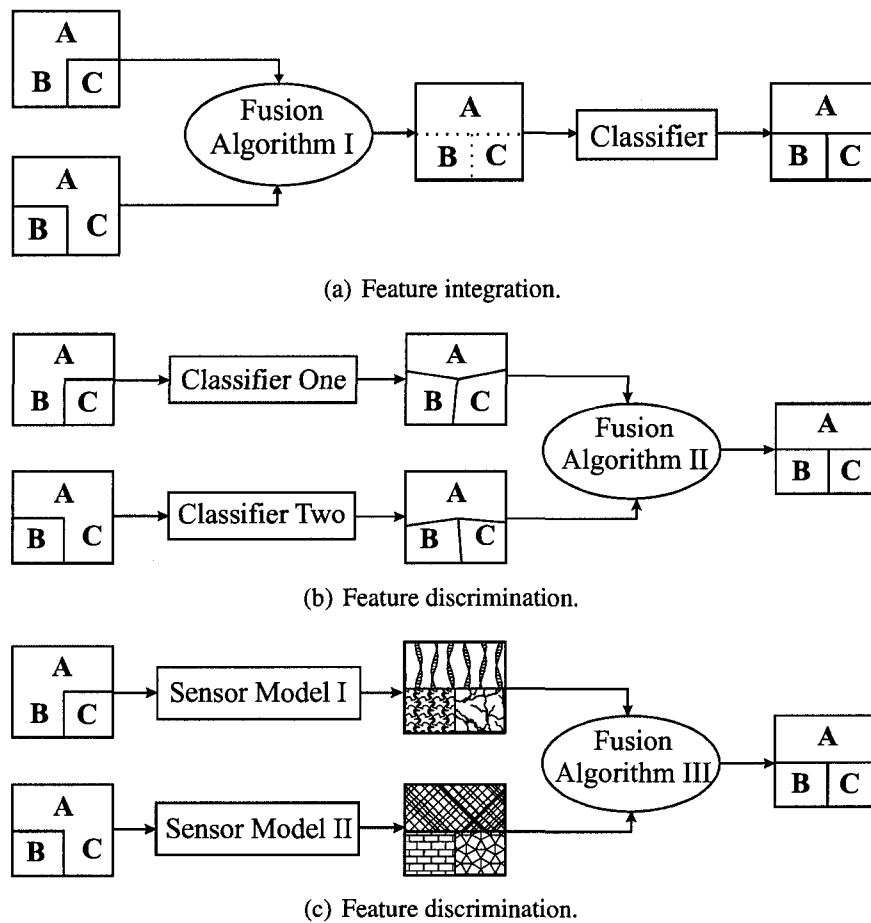 A
B C
Fusion
Algorithm I
A
B C
A
B C
Classifier
A
B C
(a) Feature integration.
A
B C
Classifier One
A
B C
Fusion
Algorithm II
A
B C
A
B C
Classifier Two
A
B C
(b) Feature discrimination.
A
B C
Sensor Model I
Fusion
Algorithm III
A
B C
A
B C
Sensor Model II
(c) Feature discrimination.